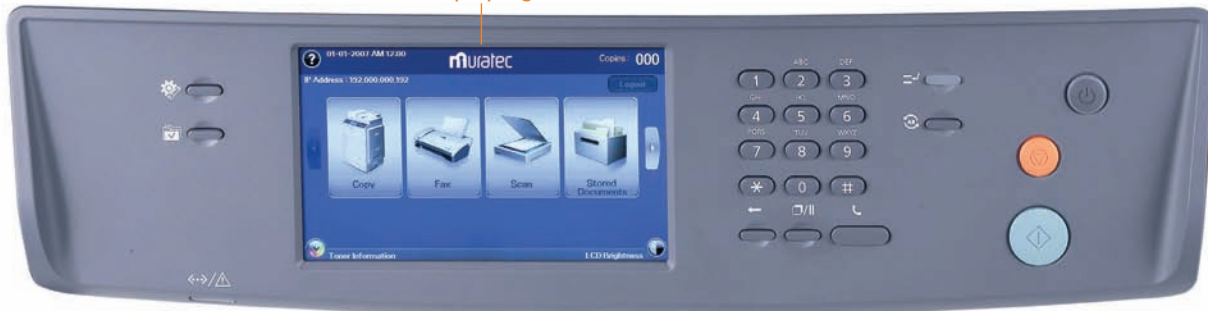 01-01-2007 AM 12:00
muratec
Copies 000
IP Address : 192.000.000.192
Logout
Copy
Fax
Scan
Stored
Documents
Toner Information
LCD Brightness
ABC DEF
1 2 3
GHI JKL MNO
4 5 6
PQRS TUV WXYZ
7 8 9
* 0 #